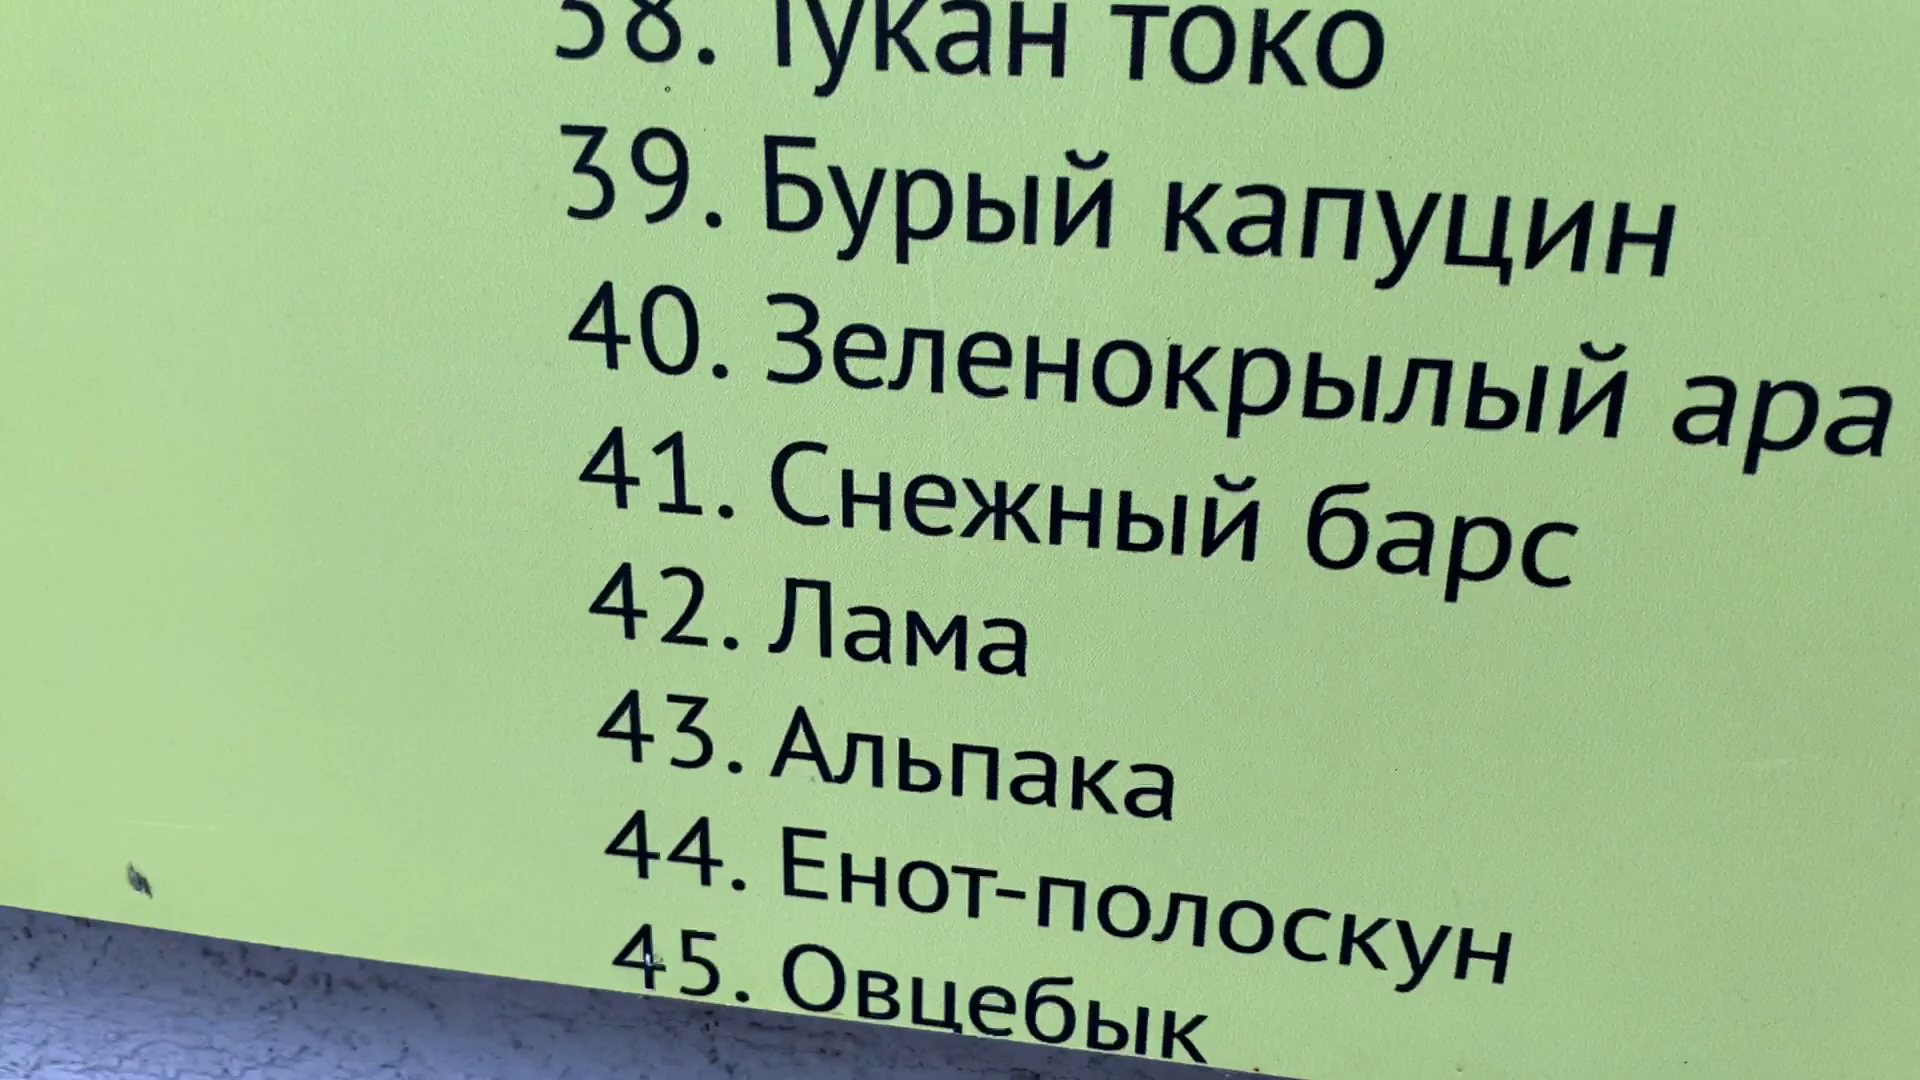 38. Тукан токо
39. Бурый капуцин
40. Зеленокрылый ара
41. Снежный барс
42. Лама
43. Альпака
44. Енот-полоскун
45. Овцебык